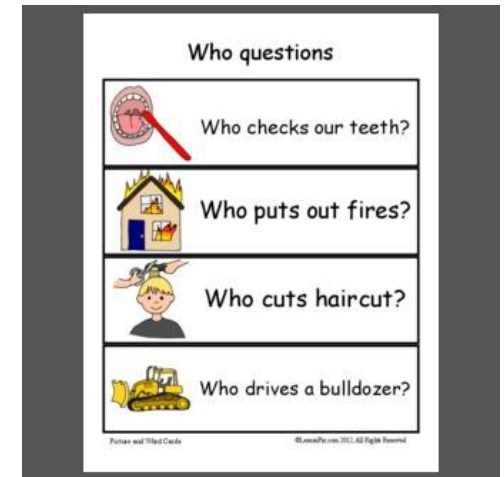 Who questions
Who checks our teeth?
Who puts out fires?
Who cuts haircut?
Who drives a bulldozer?
Picture and Word Cards
©LessonPix.com 2012, All Rights Reserved